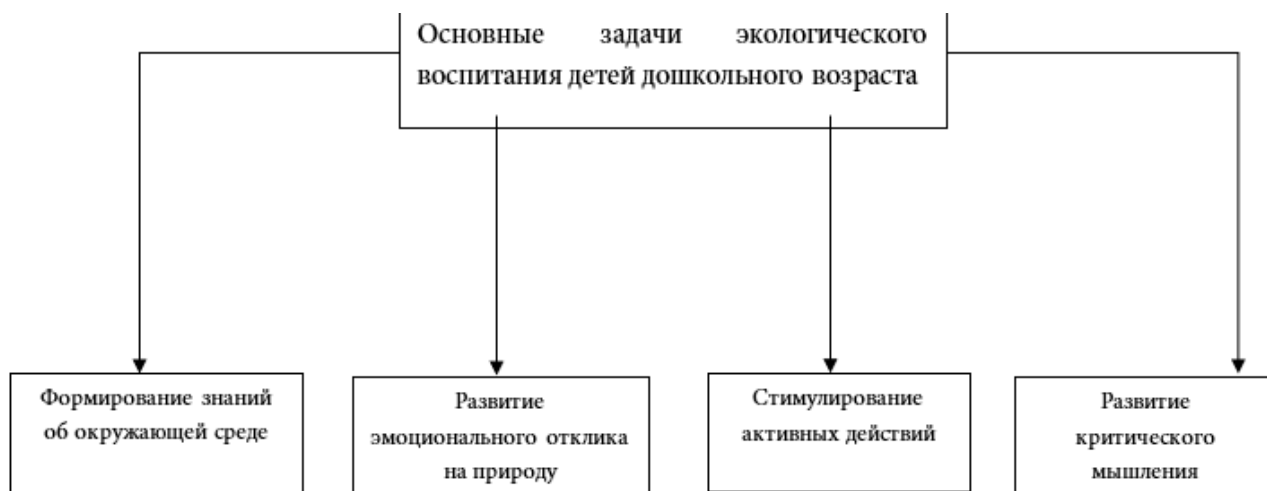 Основные задачи экологического
воспитания детей дошкольного возраста
Формирование знаний
об окружающей среде
Развитие
эмоционального отклика
на природу
Стимулирование
активных действий
Развитие
критического
мышления